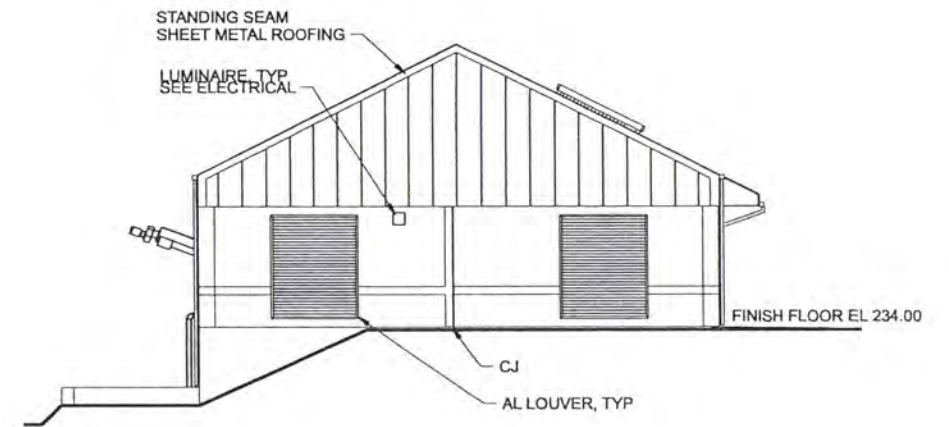 STANDING SEAM
SHEET METAL ROOFING
LUMINAIRE, TYP
SEE ELECTRICAL
FINISH FLOOR EL 234.00
CJ
AL LOUVER, TYP